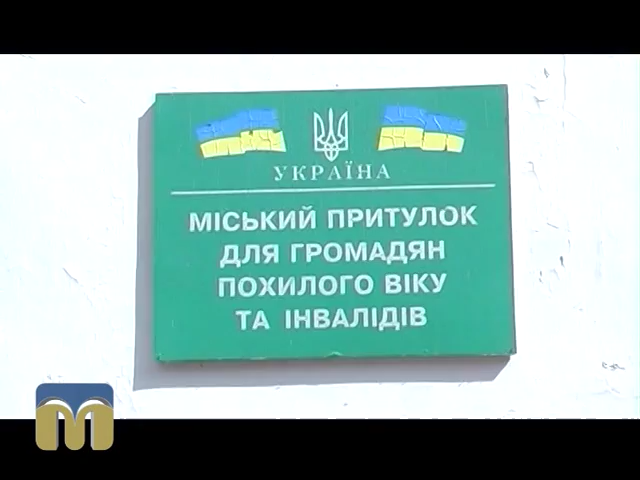 УКРАЇНА
МІСЬКИЙ ПРИТУЛОК
ДЛЯ ГРОМАДЯН
ПОХИЛОГО ВІКУ
ТА ІНВАЛІДІВ
М